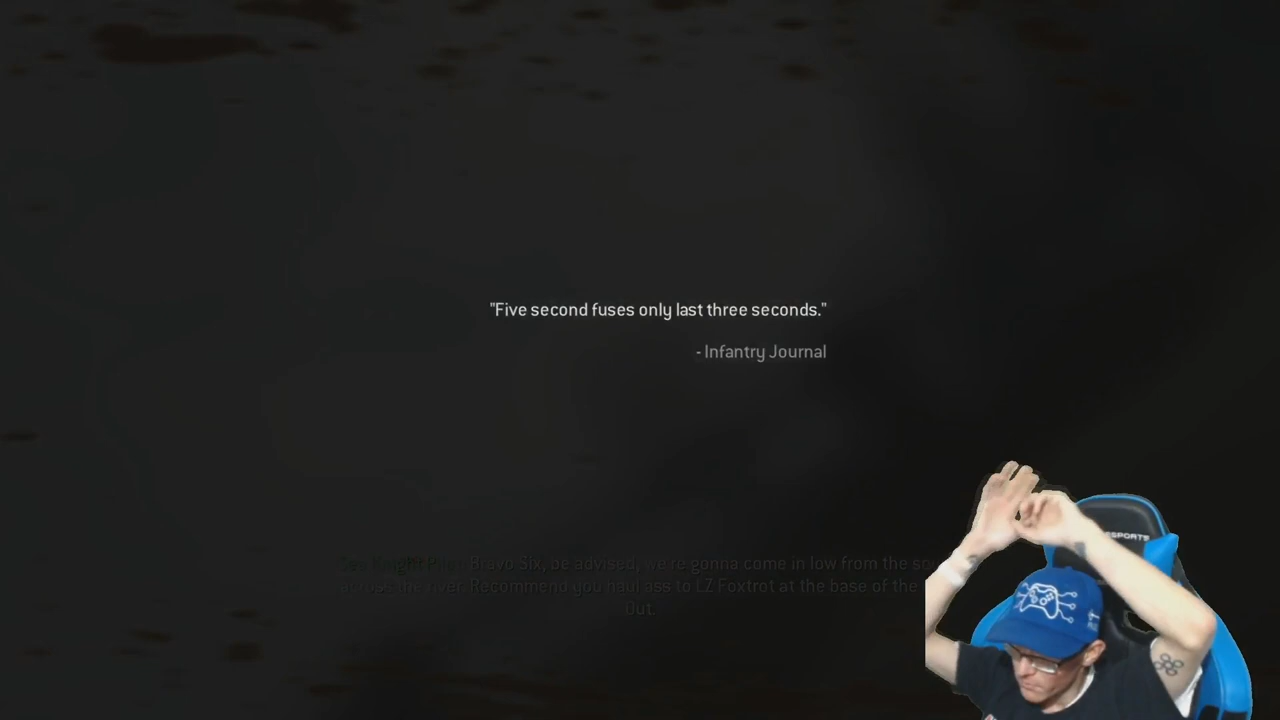 "Five second fuses only last three seconds."
- Infantry Journal
Bravo Six, be advised, we're gonna come in low from the
across the river. Recommend you haul ass to LZ Foxtrot at the base of the
Out.
ESPORTS